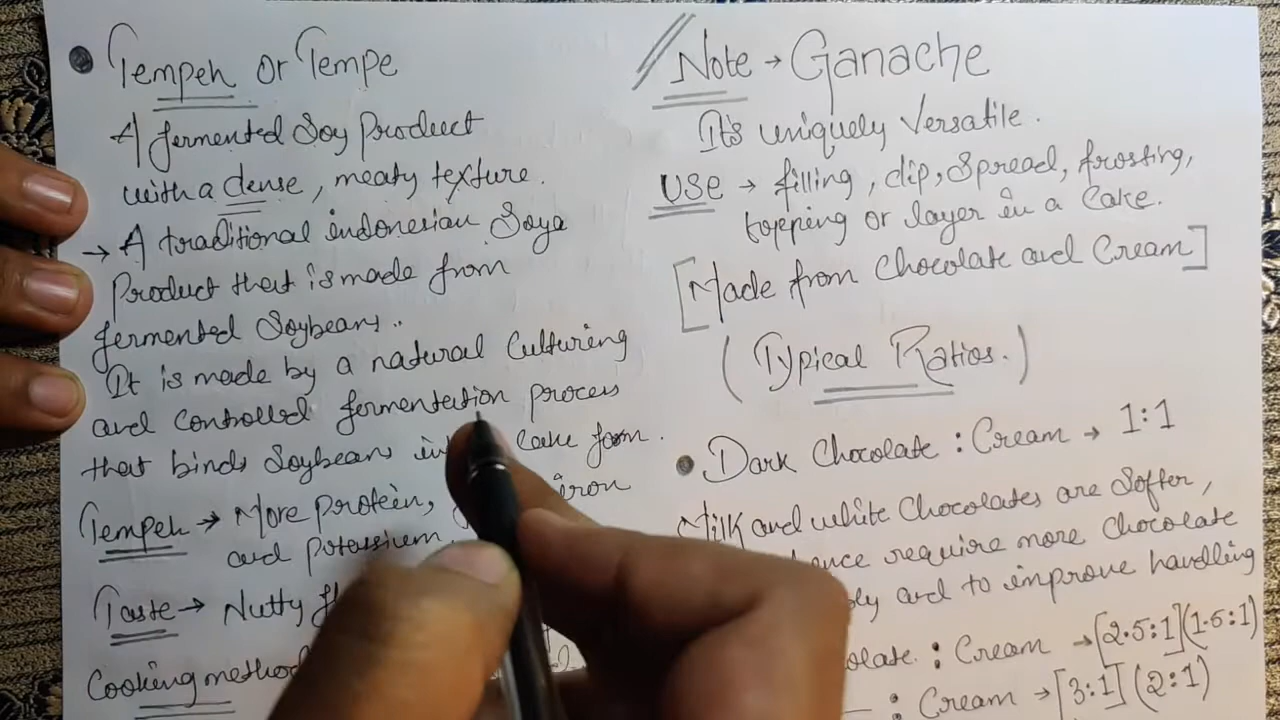 Tempeh or Tempe
A fermented Soy Product
with a dense, meaty texture.
→ A traditional indonesian Soya
Product that is made from
fermented Soybeans..
It is made by a natural Culturing
and controlled fermentation process
that binds Soybeans in cake form.
Tempeh → More protein, iron
and potassium
Taste → Nutty
Cooking method
Note → Ganache
It's uniquely Versatile.
USE → filling, dip, Spread, frosting,
topping or layer in a Cake.
[Made from Chocolate and Cream]
(Typical Ratios.)
Dark Chocolate : Cream → 1:1
Milk and white Chocolates are Softer,
require more Chocolate
and to improve handling
: Cream → [2.5:1] (1.5:1)
: Cream → [3:1] (2:1)